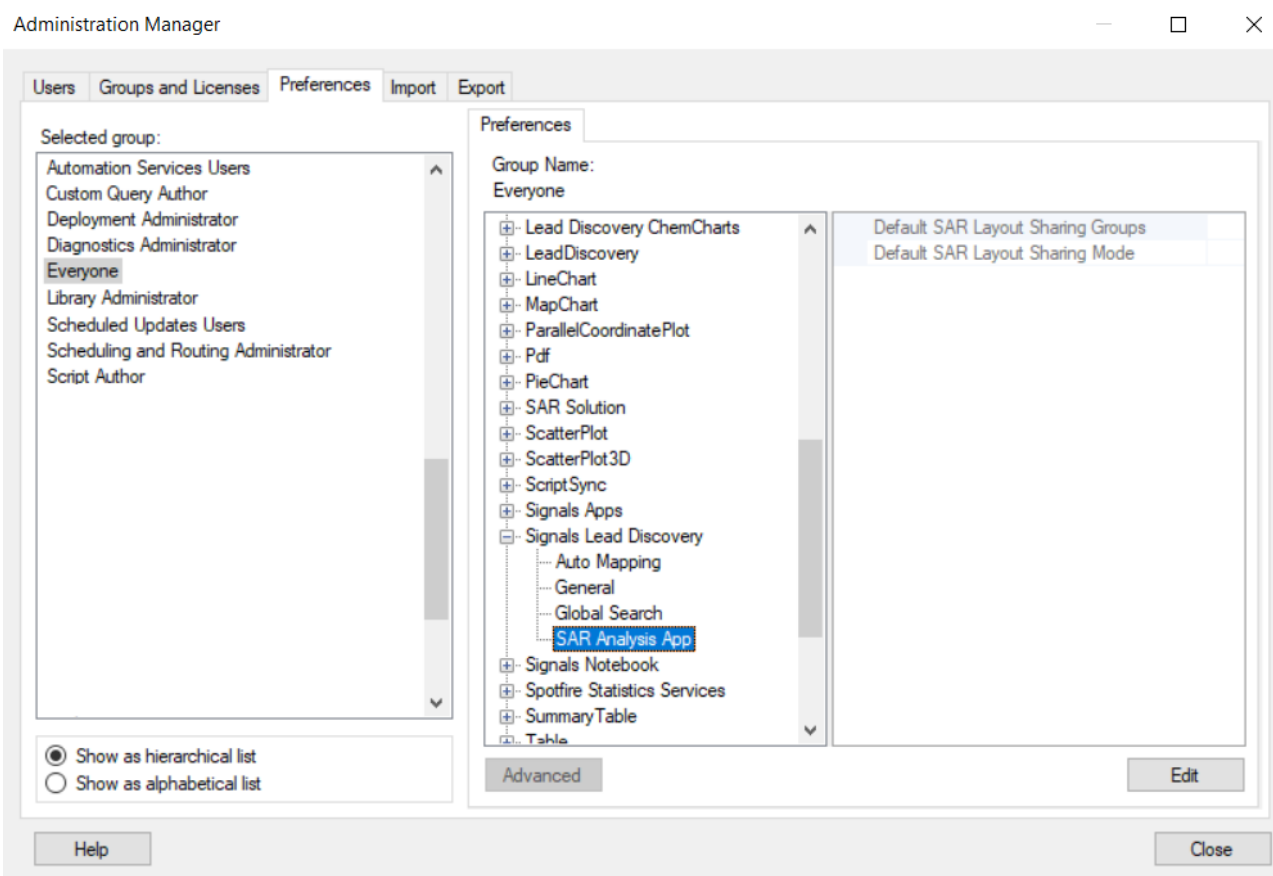 Administration Manager
Users Groups and Licenses Preferences Import Export
Selected group:
Automation Services Users
Custom Query Author
Deployment Administrator
Diagnostics Administrator
Everyone
Library Administrator
Scheduled Updates Users
Scheduling and Routing Administrator
Script Author
Show as hierarchical list
Show as alphabetical list
Preferences
Group Name:
Everyone
Lead Discovery ChemCharts
LeadDiscovery
LineChart
MapChart
ParallelCoordinatePlot
Pdf
PieChart
SAR Solution
ScatterPlot
ScatterPlot3D
ScriptSync
Signals Apps
Signals Lead Discovery
Auto Mapping
General
Global Search
SAR Analysis App
Signals Notebook
Spotfire Statistics Services
SummaryTable
Table
Default SAR Layout Sharing Groups
Default SAR Layout Sharing Mode
Advanced
Edit
Help
Close